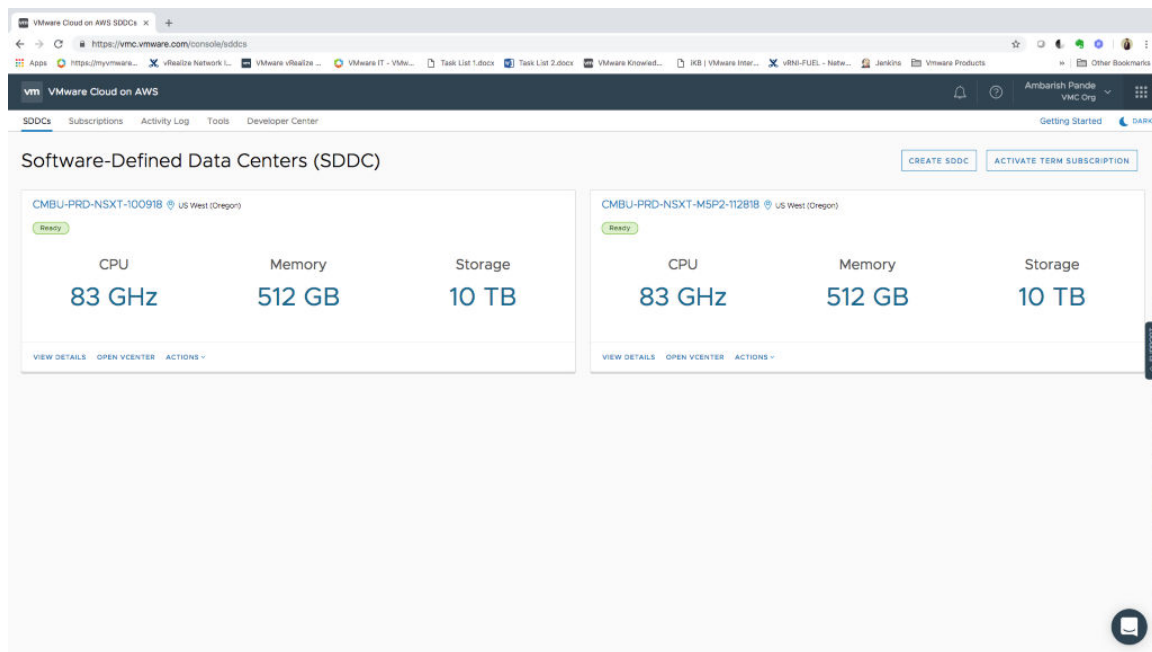 vm VMware Cloud on AWS SDDCs × +
https://vmc.vmware.com/console/sddcs
Apps https://myvmware... vRealize Network I... VMware vRealize ... VMware IT - VMw... Task List 1.docx Task List 2.docx VMware Knowled... IKB | VMware Inter... vRNI-FUEL - Netw... Jenkins Vmware Products » Other Bookmarks
vm VMware Cloud on AWS
Ambarish Pande
VMC Org
SDDCs Subscriptions Activity Log Tools Developer Center Getting Started DARK
Software-Defined Data Centers (SDDC) CREATE SDDC ACTIVATE TERM SUBSCRIPTION
CMBU-PRD-NSXT-100918 US West (Oregon)
Ready
CPU Memory Storage
83 GHz 512 GB 10 TB
VIEW DETAILS OPEN VCENTER ACTIONS
CMBU-PRD-NSXT-M5P2-112818 US West (Oregon)
Ready
CPU Memory Storage
83 GHz 512 GB 10 TB
VIEW DETAILS OPEN VCENTER ACTIONS